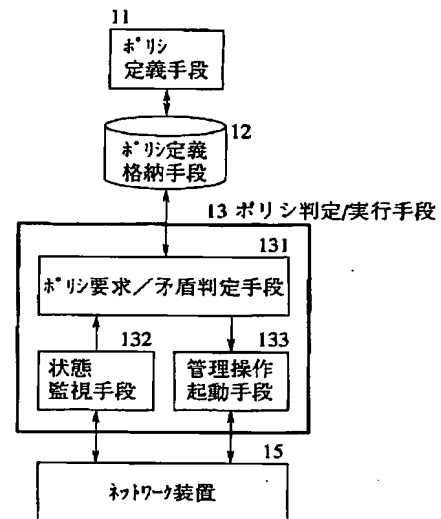 11
ﾎﾟﾘｼ
定義手段
12
ﾎﾟﾘｼ定義
格納手段
13 ポリシ判定/実行手段
131
ﾎﾟﾘｼ要求／矛盾判定手段
132
状態
監視手段
133
管理操作
起動手段
15
ﾈｯﾄﾜｰｸ装置